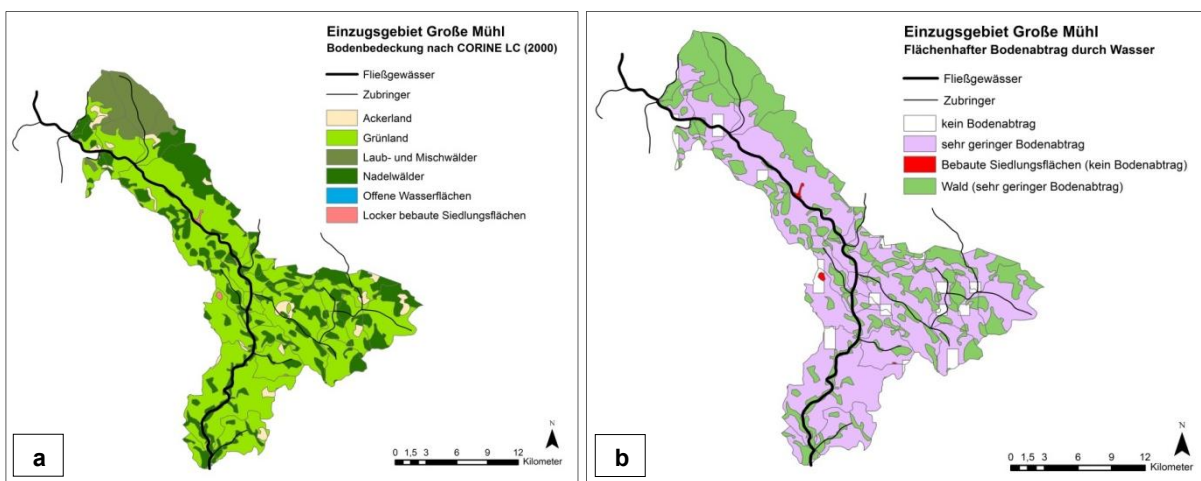 Einzugsgebiet Große Mühl
Bodenbedeckung nach CORINE LC (2000)
Fließgewässer
Zubringer
Ackerland
Grünland
Laub- und Mischwälder
Nadelwälder
Offene Wasserflächen
Locker bebaute Siedlungsflächen
N
0 1,5 3 6 9 12
Kilometer
a
Einzugsgebiet Große Mühl
Flächenhafter Bodenabtrag durch Wasser
Fließgewässer
Zubringer
kein Bodenabtrag
sehr geringer Bodenabtrag
Bebaute Siedlungsflächen (kein Bodenabtrag)
Wald (sehr geringer Bodenabtrag)
N
0 1,5 3 6 9 12
Kilometer
b